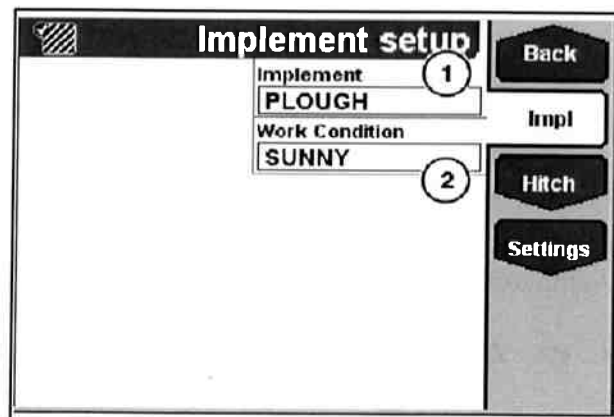 Implement setup
Implement
1
PLOUGH
Work Condition
SUNNY
2
Back
Impl
Hitch
Settings